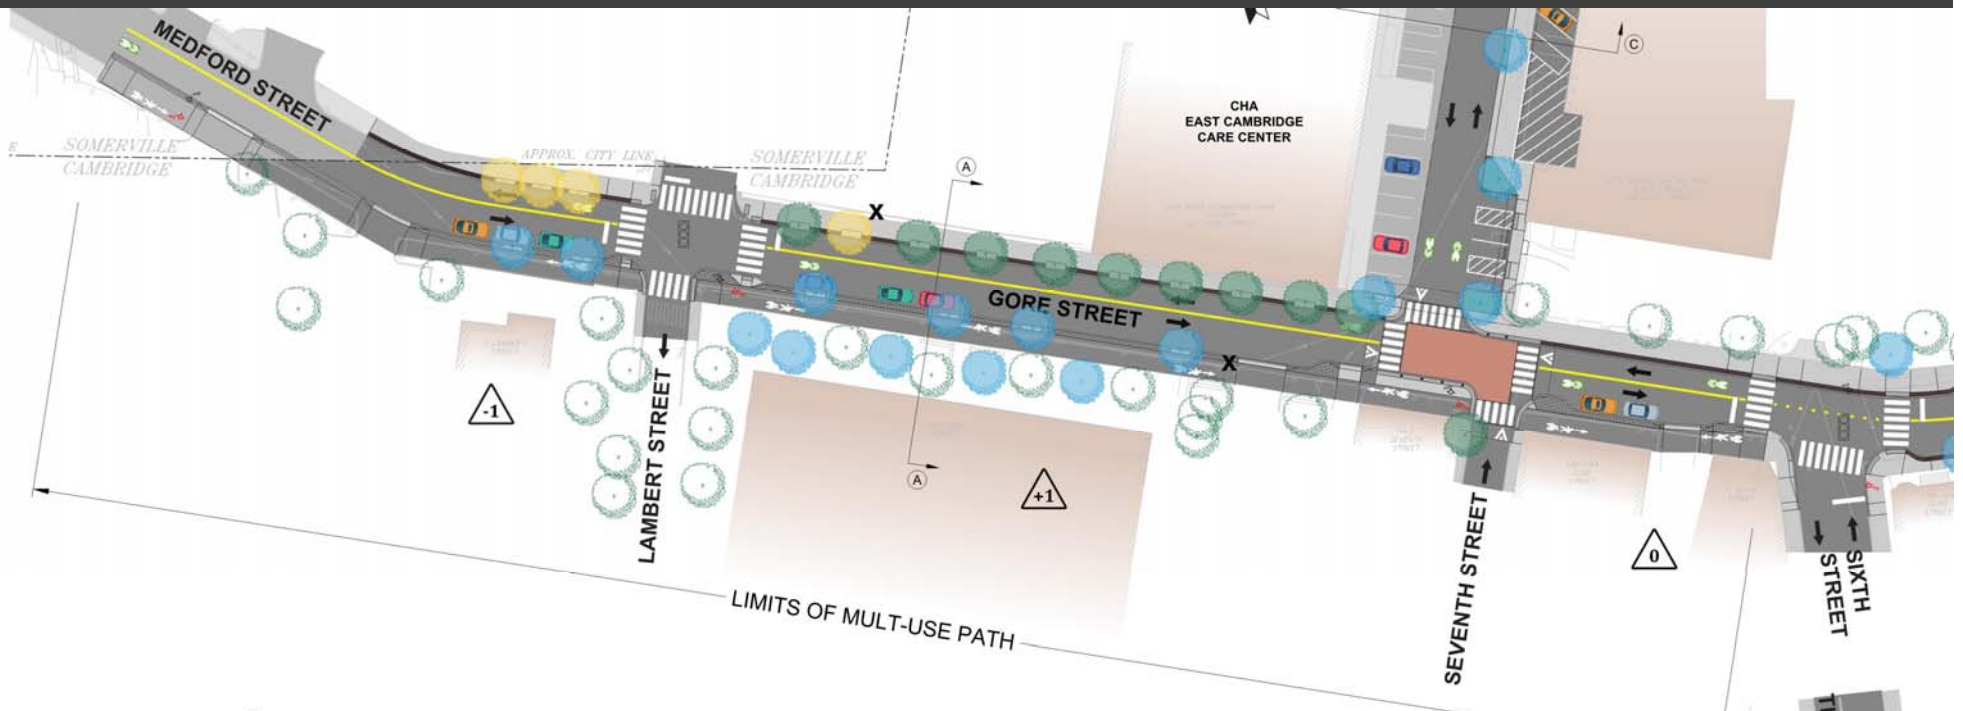 MEDFORD STREET
SOMERVILLE
CAMBRIDGE
APPROX. CITY LINE
SOMERVILLE
CAMBRIDGE
CHA
EAST CAMBRIDGE
CARE CENTER
C
A
X
GORE STREET
X
A
-1
+1
0
LAMBERT STREET
SEVENTH STREET
SIXTH
STREET
LIMITS OF MULT-USE PATH